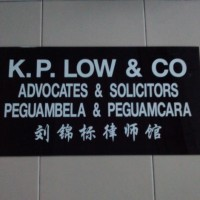 K.P. LOW & CO
ADVOCATES & SOLICITORS
PEGUAMBELA & PEGUAMCARA
刘锦标律师馆